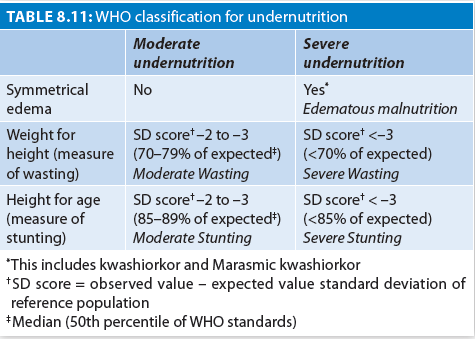 TABLE 8.11: WHO classification for undernutrition
Moderate undernutrition
Severe undernutrition
Symmetrical edema
No
Yes*
Edematous malnutrition
Weight for height (measure of wasting)
SD score† –2 to –3
(70–79% of expected‡)
Moderate Wasting
SD score† <–3
(<70% of expected)
Severe Wasting
Height for age (measure of stunting)
SD score† –2 to –3
(85–89% of expected‡)
Moderate Stunting
SD score† < –3
(<85% of expected)
Severe Stunting
*This includes kwashiorkor and Marasmic kwashiorkor
†SD score = observed value – expected value standard deviation of
reference population
‡Median (50th percentile of WHO standards)